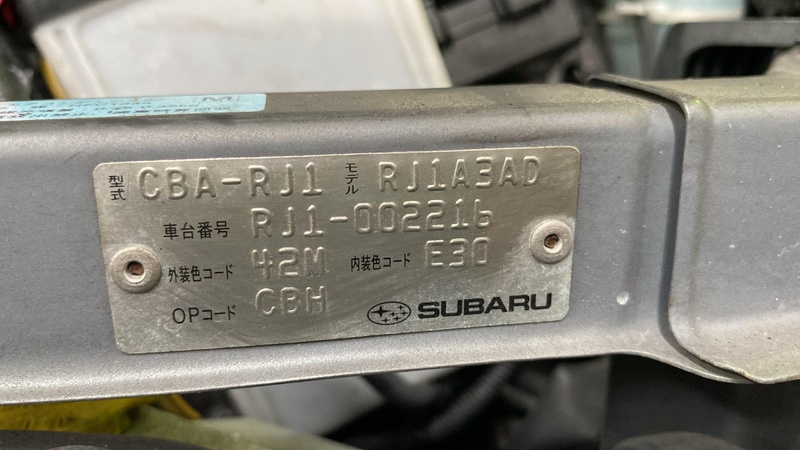 型式 CBA-RJ1 モデル RJ1A3AD
車台番号 RJ1-002216
外装色コード 42M 内装色コード E30
OPコード CBH SUBARU